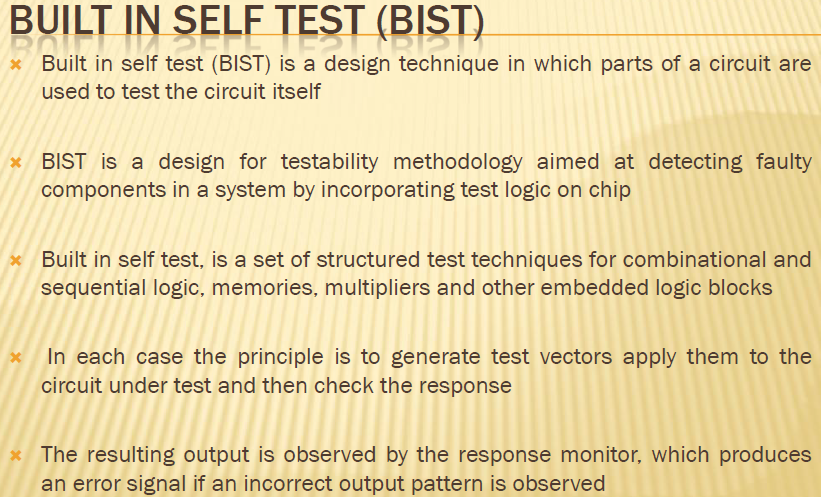 BUILT IN SELF TEST (BIST)
Built in self test (BIST) is a design technique in which parts of a circuit are
used to test the circuit itself
BIST is a design for testability methodology aimed at detecting faulty
components in a system by incorporating test logic on chip
Built in self test, is a set of structured test techniques for combinational and
sequential logic, memories, multipliers and other embedded logic blocks
In each case the principle is to generate test vectors apply them to the
circuit under test and then check the response
The resulting output is observed by the response monitor, which produces
an error signal if an incorrect output pattern is observed